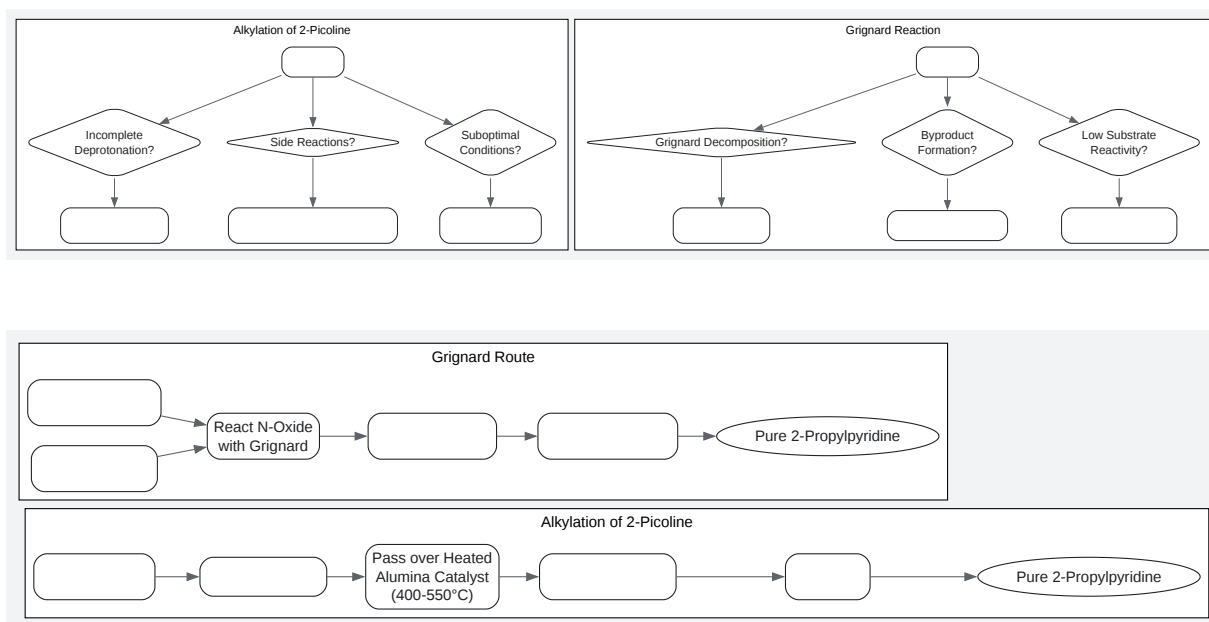 Alkylation of 2-Picoline
Incomplete
Deprotonation?
Side Reactions?
Suboptimal
Conditions?
Grignard Reaction
Grignard Decomposition?
Byproduct
Formation?
Low Substrate
Reactivity?
Grignard Route
React N-Oxide
with Grignard
Pure 2-Propylpyridine
Alkylation of 2-Picoline
Pass over Heated
Alumina Catalyst
(400-550°C)
Pure 2-Propylpyridine